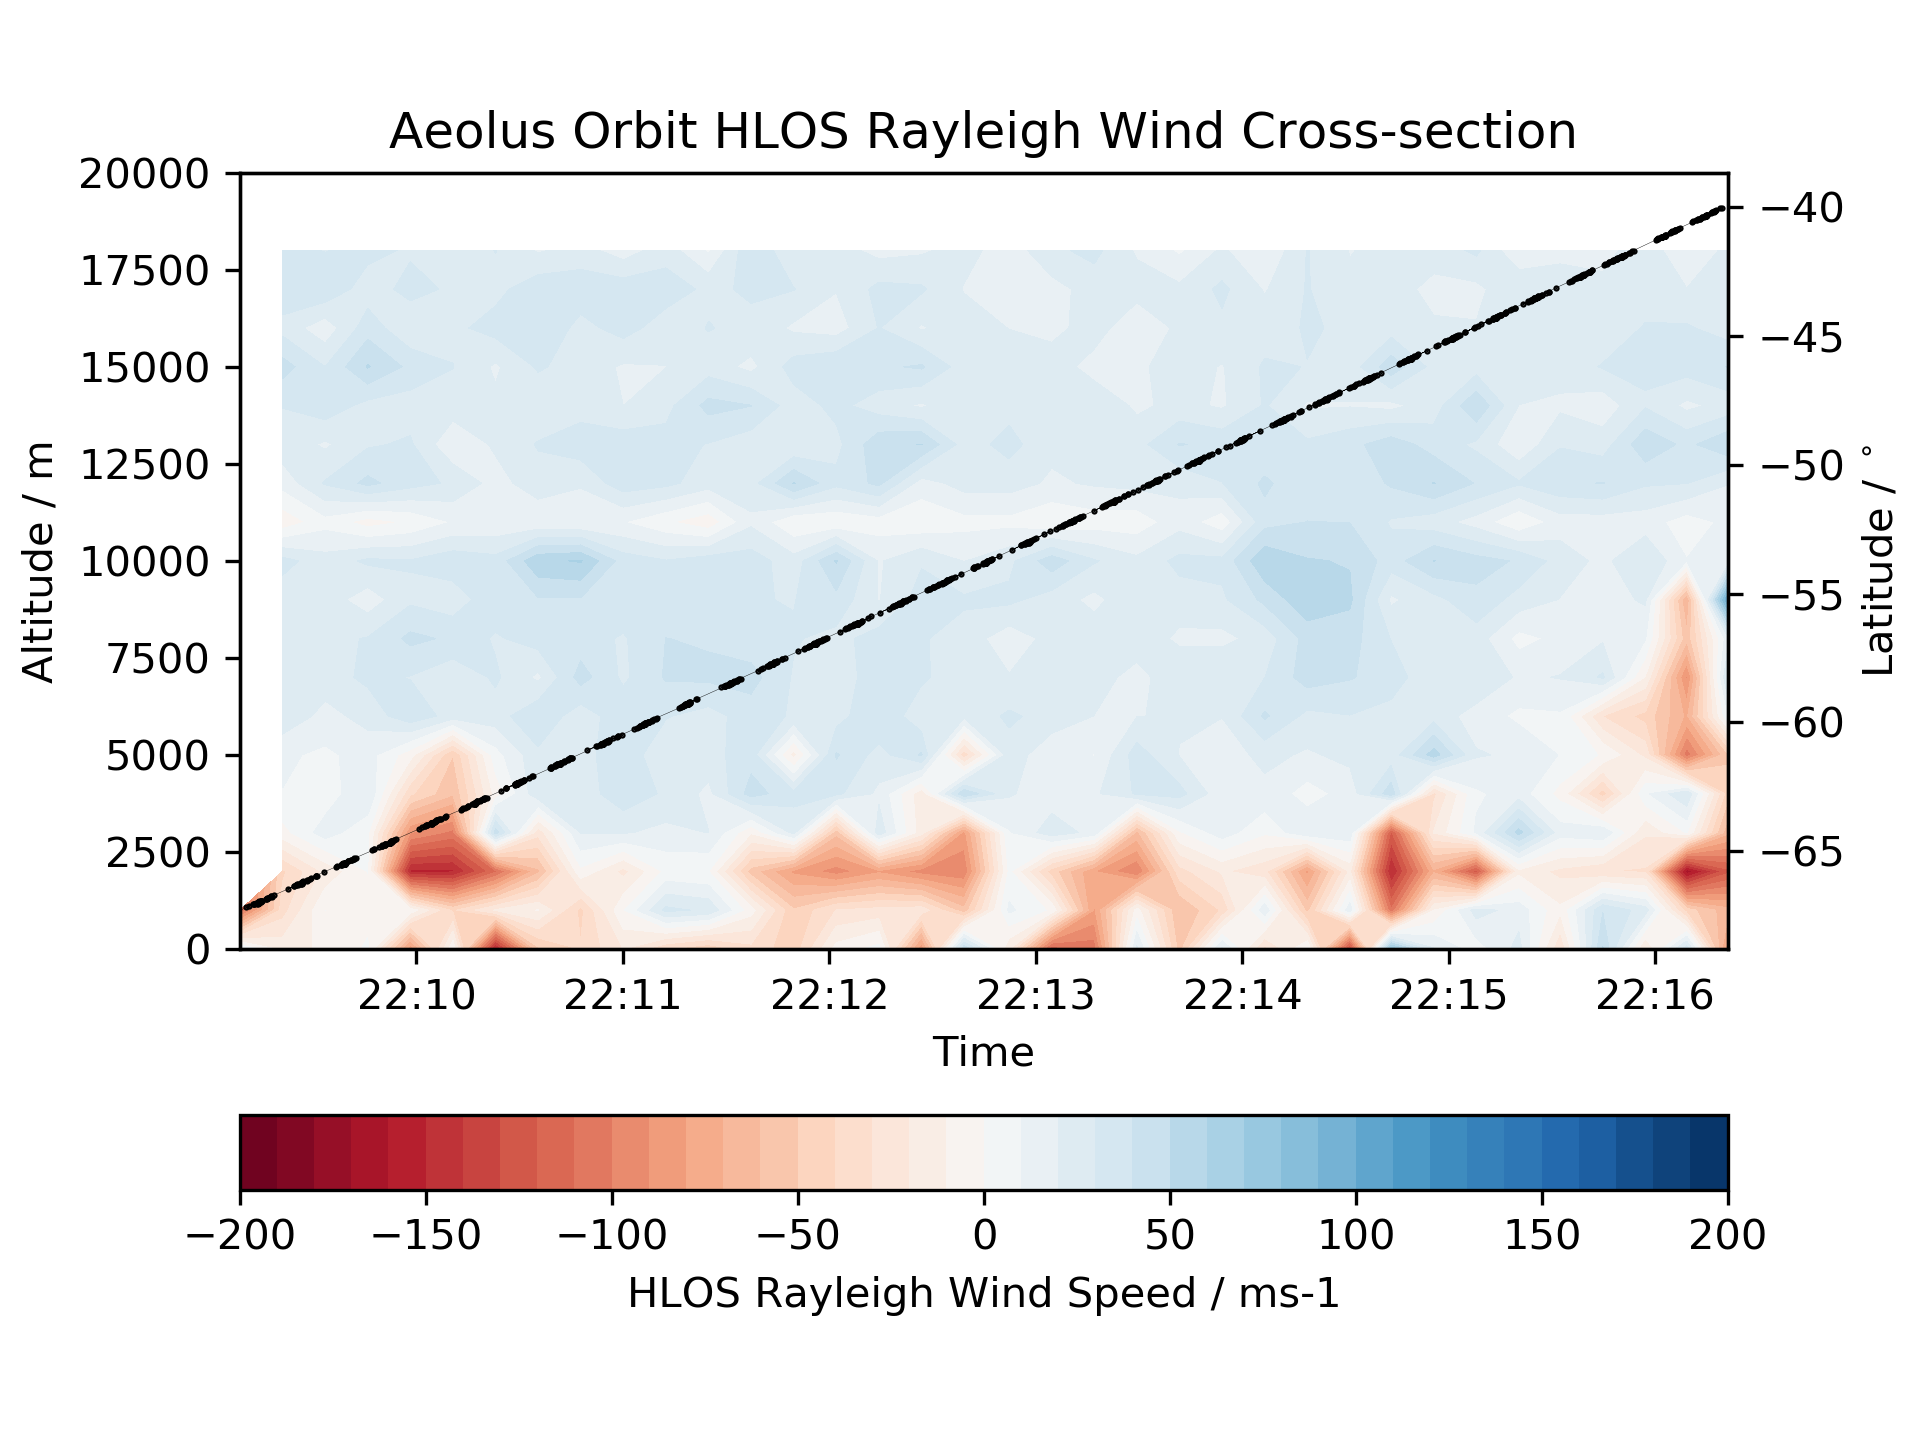 Aeolus Orbit HLOS Rayleigh Wind Cross-section
20000
17500
15000
12500
10000
7500
5000
2500
0
Altitude / m
−40
−45
−50
−55
−60
−65
Latitude / °
22:10 22:11 22:12 22:13 22:14 22:15 22:16
Time
−200 −150 −100 −50 0 50 100 150 200
HLOS Rayleigh Wind Speed / ms-1